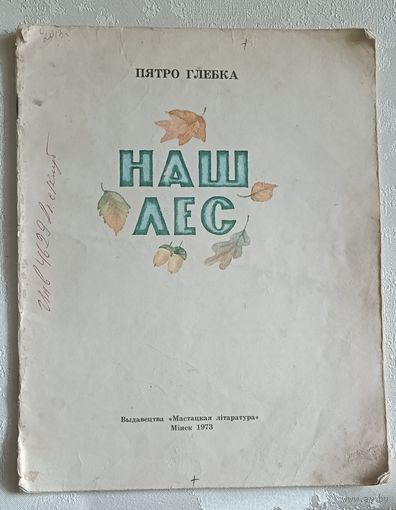 ПЯТРО ГЛЕБКА
НАШ
ЛЕС
Выдавецтва «Мастацкая літаратура»
Мінск 1973